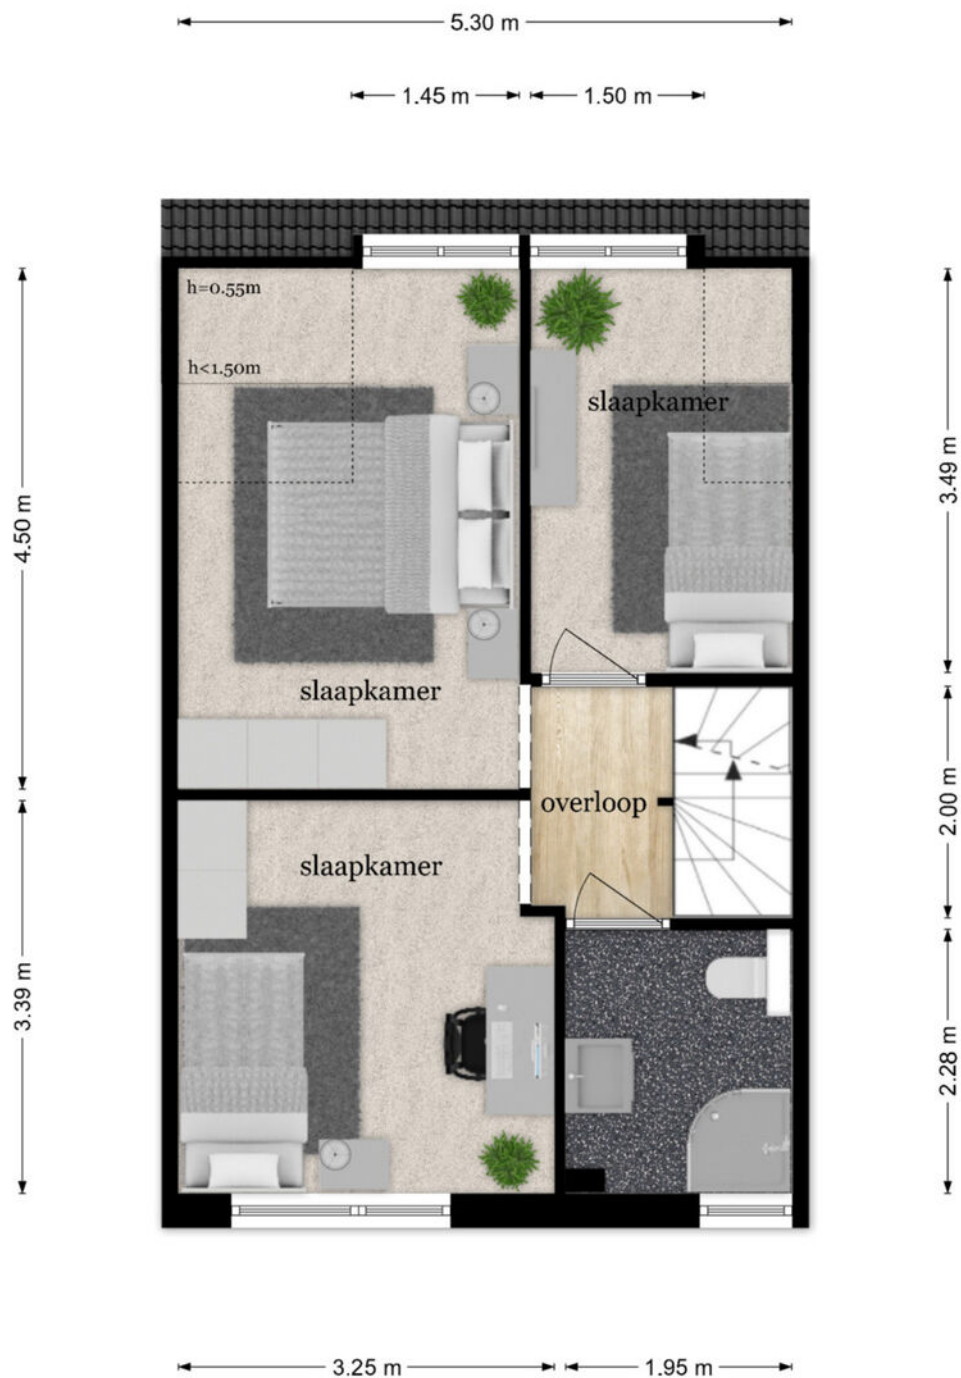 5.30 m
1.45 m
1.50 m
h=0.55m
h<1.50m
slaapkamer
4.50 m
3.49 m
slaapkamer
overloop
2.00 m
slaapkamer
3.39 m
2.28 m
3.25 m
1.95 m